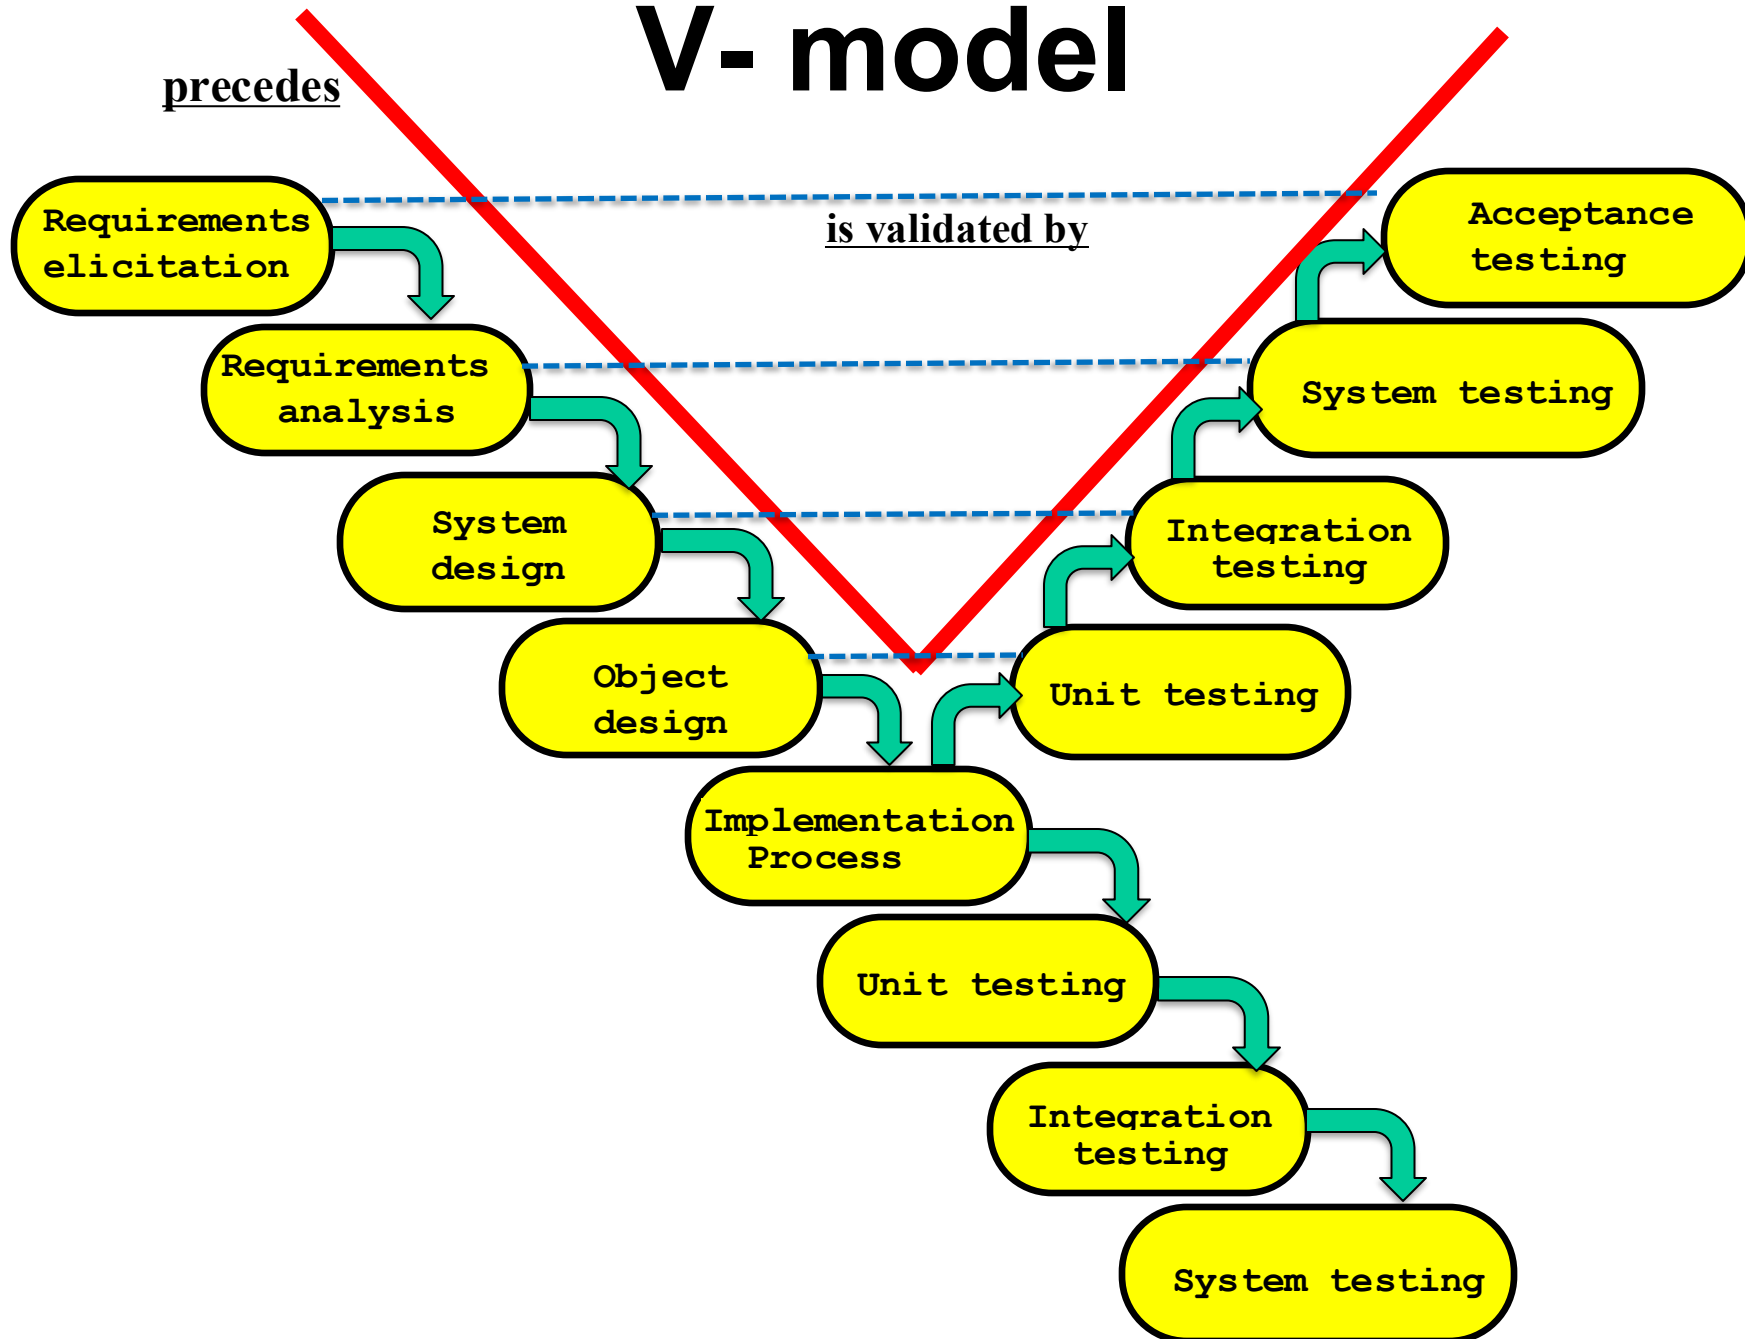 V- model
precedes
is validated by
Requirements
elicitation
Acceptance
testing
Requirements
analysis
System testing
System
design
Integration
testing
Object
design
Unit testing
Implementation
Process
Unit testing
Integration
testing
System testing